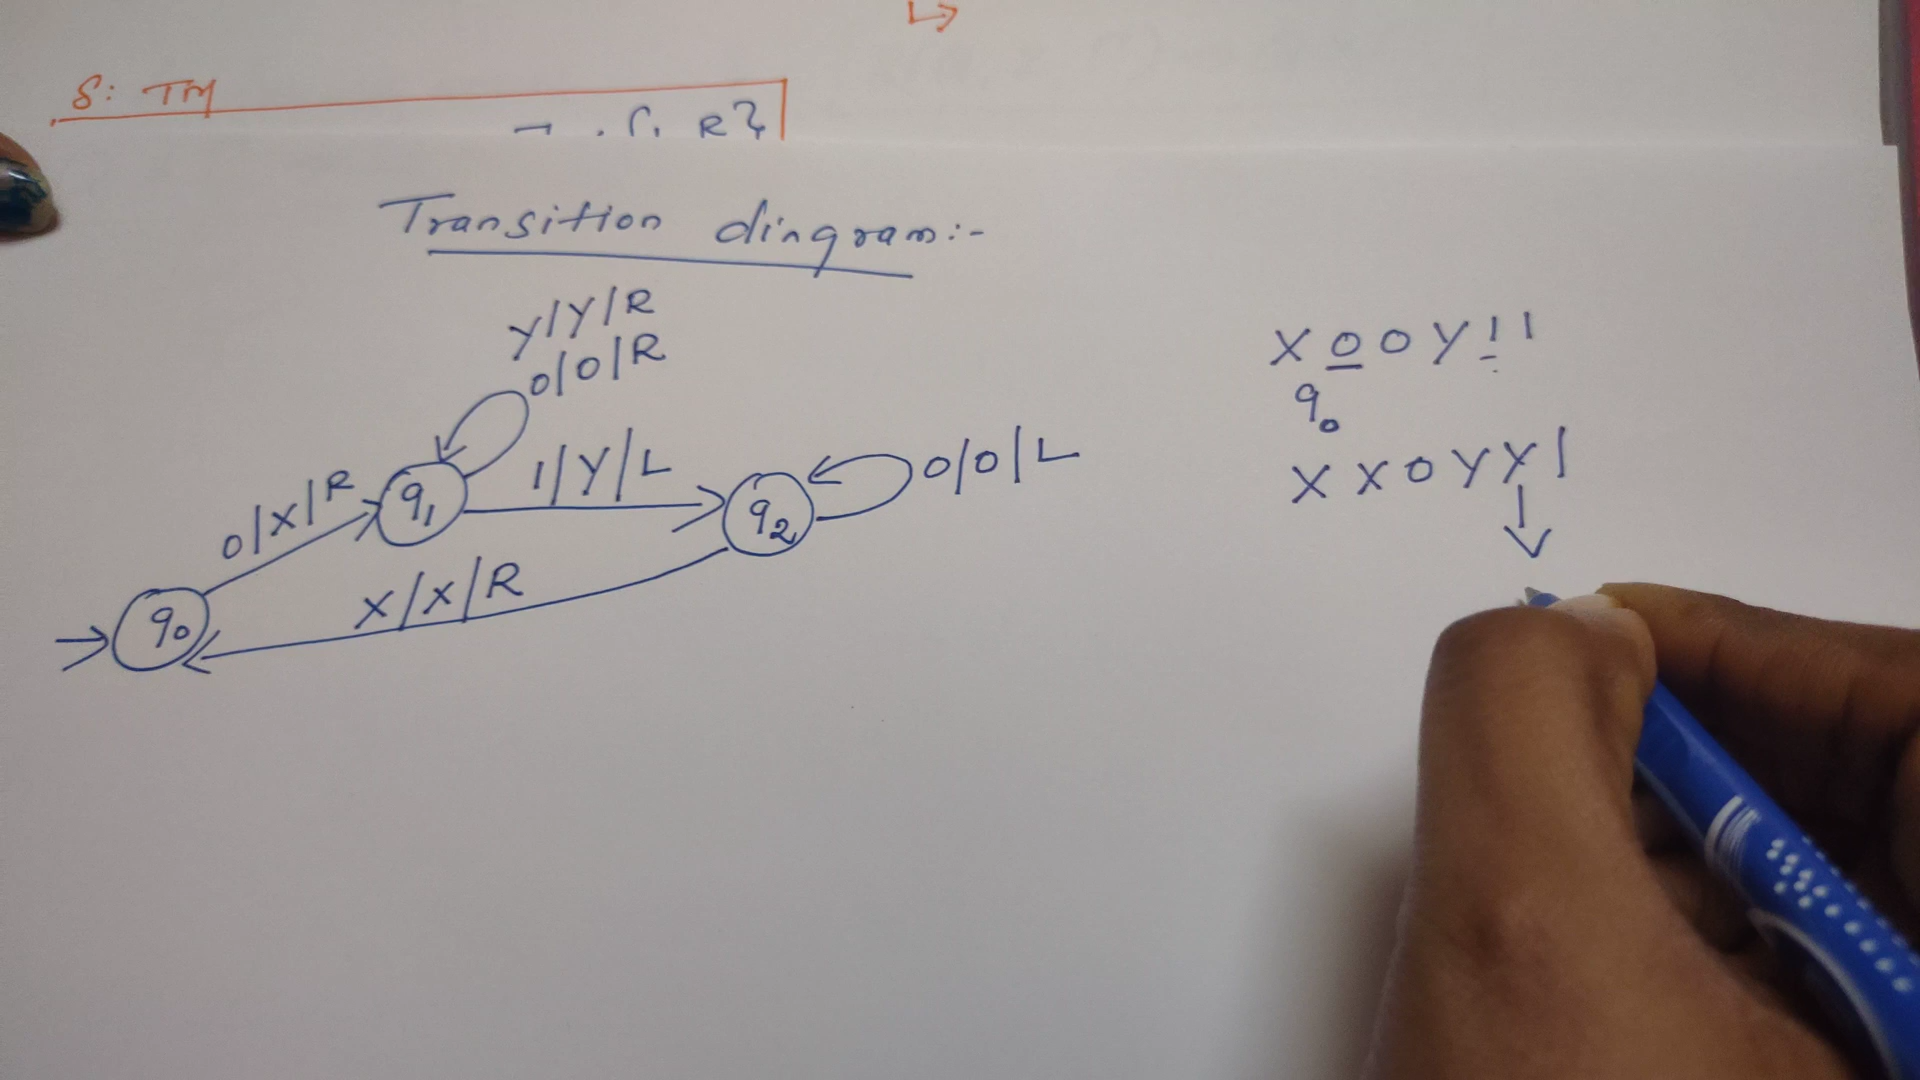 δ: TM
R}
Transition diagram:-
Y/Y/R
0/0/R
0/X/R
q1
1/Y/L
q2
0/0/L
X/X/R
→ q0
X 0 0 Y 1 1
q0
X X 0 Y Y 1